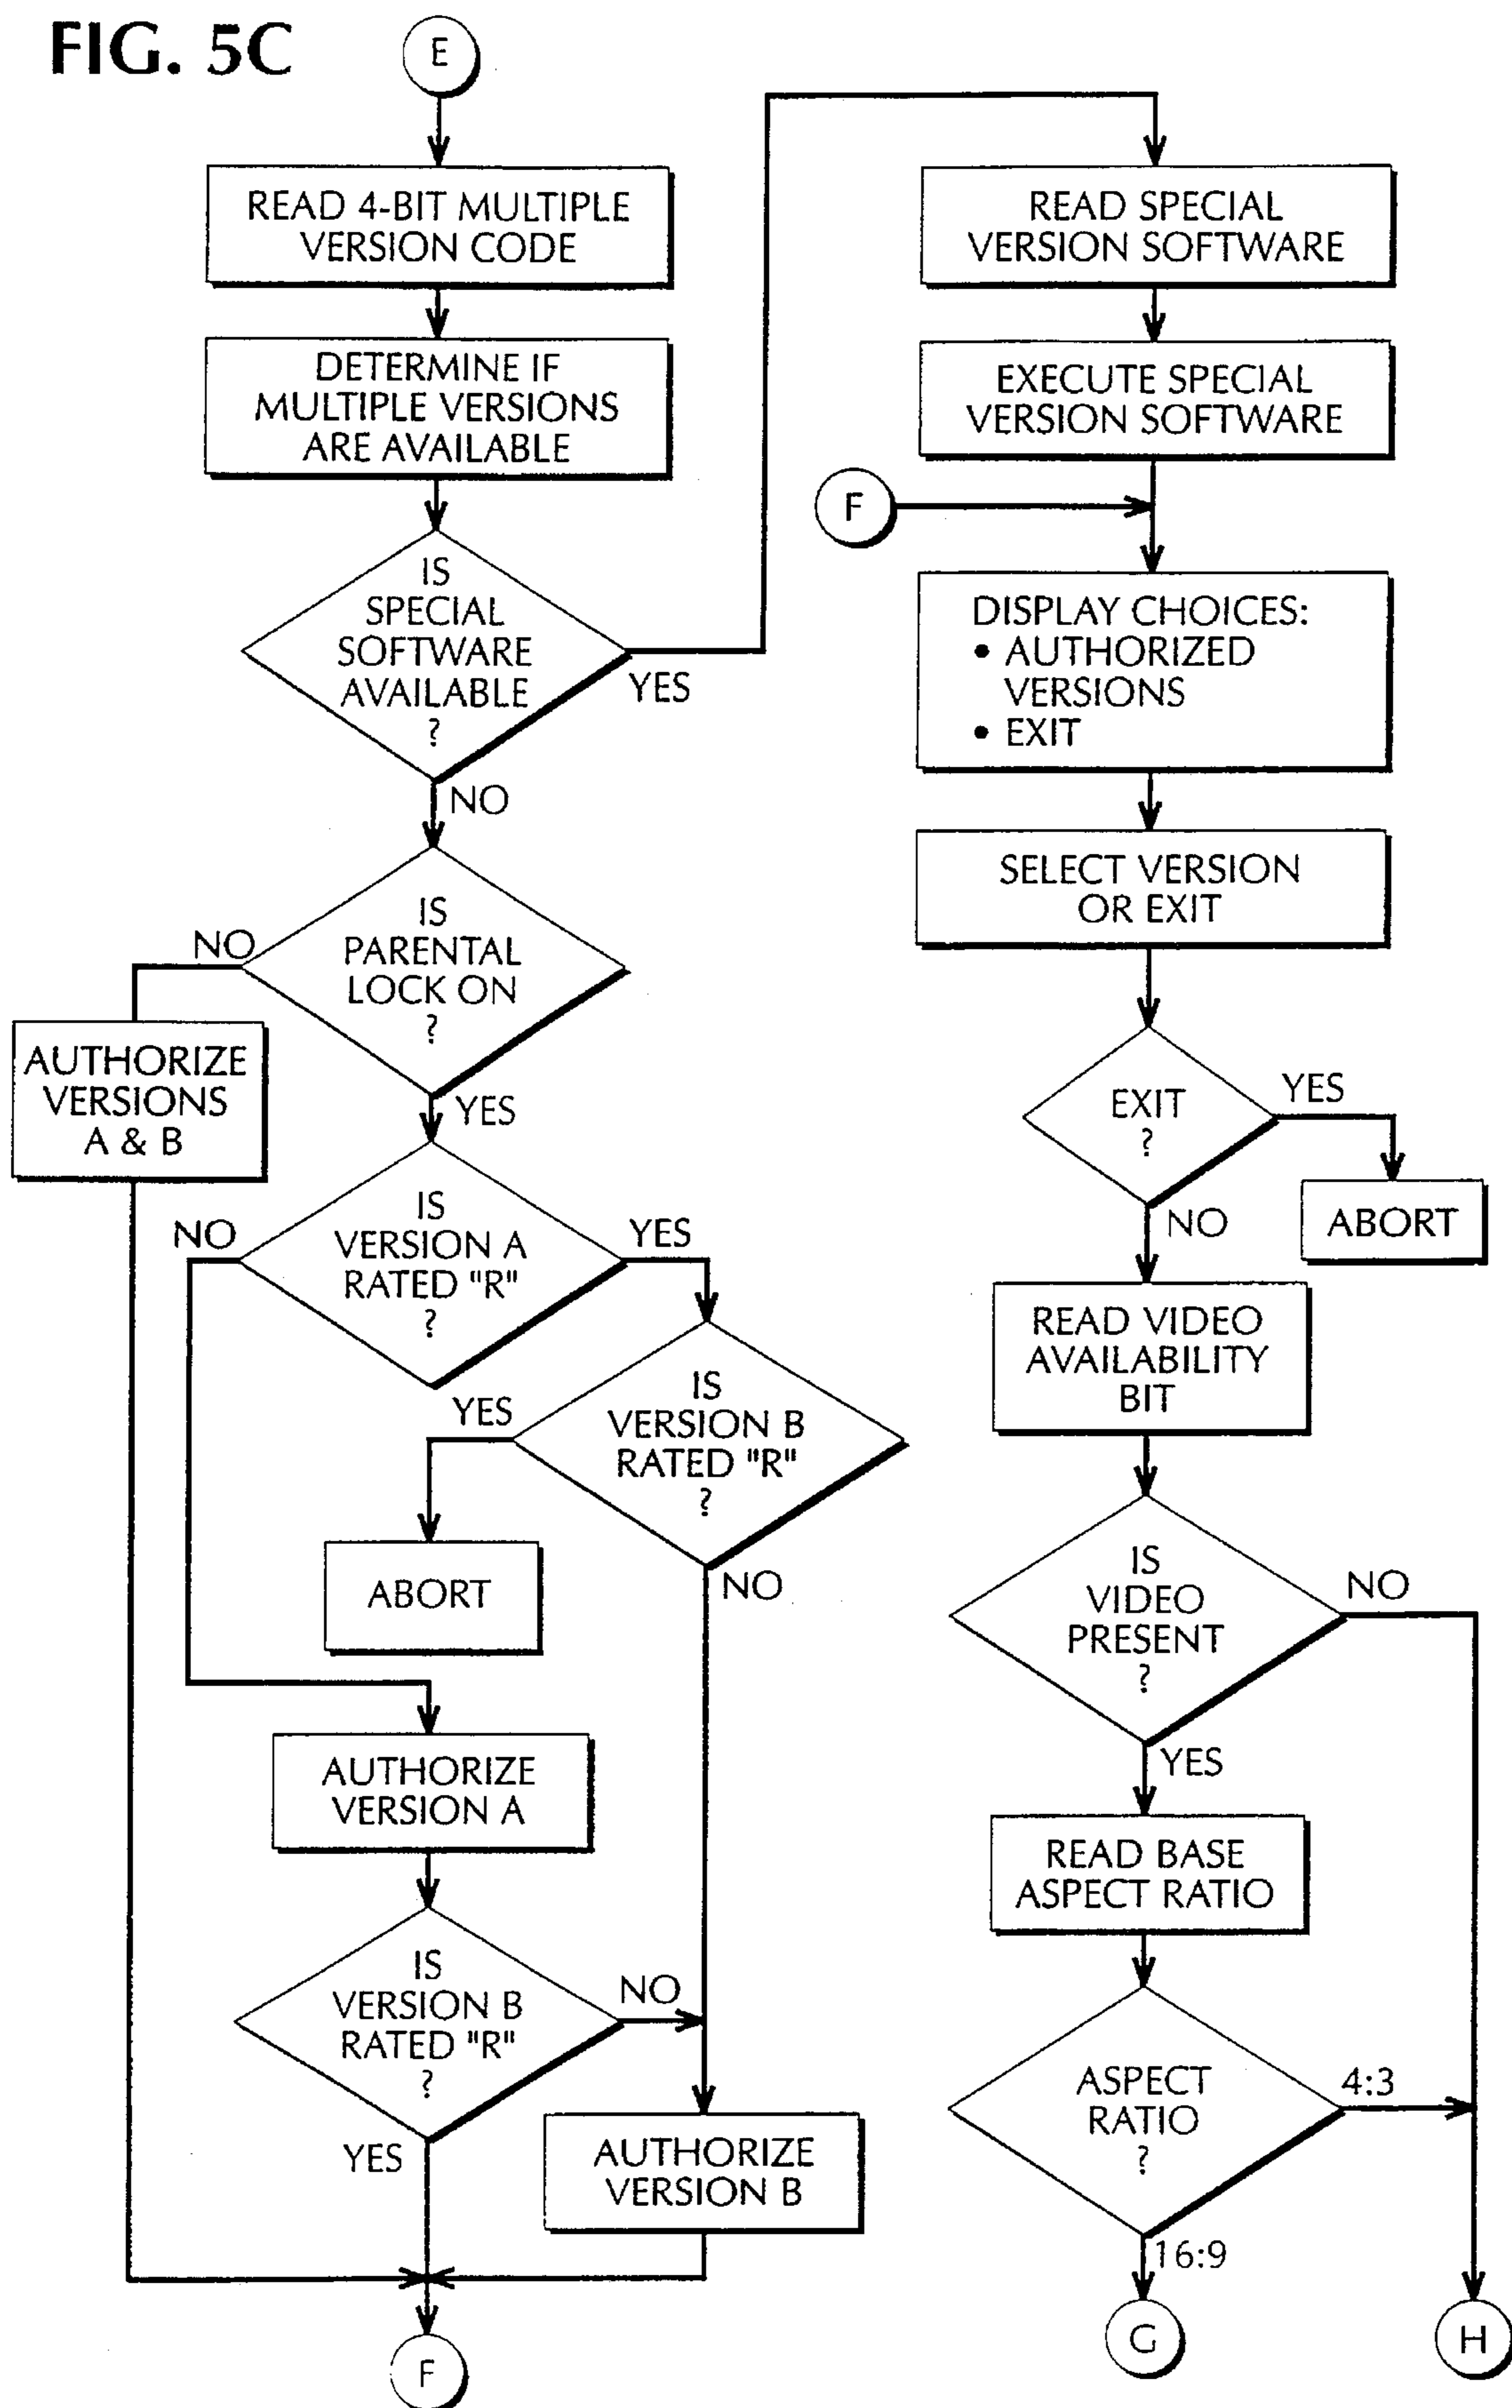 FIG. 5C
E
READ 4-BIT MULTIPLE
VERSION CODE
DETERMINE IF
MULTIPLE VERSIONS
ARE AVAILABLE
IS
SPECIAL
SOFTWARE
AVAILABLE
?
YES
NO
IS
PARENTAL
LOCK ON
?
NO
AUTHORIZE
VERSIONS
A & B
YES
IS
VERSION A
RATED "R"
?
NO
YES
IS
VERSION B
RATED "R"
?
YES
ABORT
NO
AUTHORIZE
VERSION A
IS
VERSION B
RATED "R"
?
NO
YES
AUTHORIZE
VERSION B
F
READ SPECIAL
VERSION SOFTWARE
EXECUTE SPECIAL
VERSION SOFTWARE
F
DISPLAY CHOICES:
• AUTHORIZED
VERSIONS
• EXIT
SELECT VERSION
OR EXIT
EXIT
?
YES
ABORT
NO
READ VIDEO
AVAILABILITY
BIT
IS
VIDEO
PRESENT
?
NO
YES
READ BASE
ASPECT RATIO
ASPECT
RATIO
?
4:3
16:9
G
H